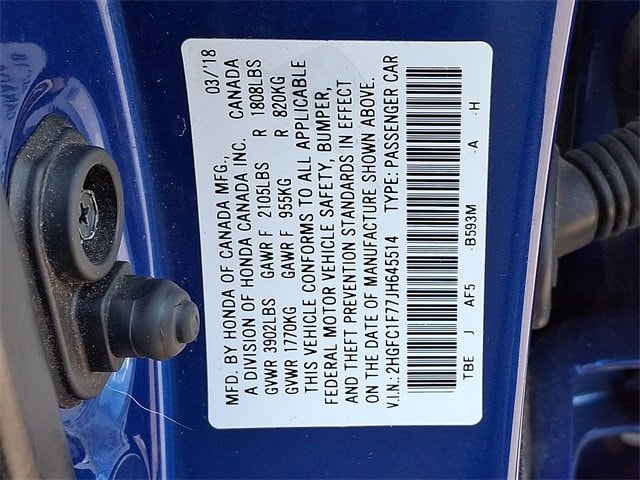 MFD. BY HONDA OF CANADA MFG., 03/18
A DIVISION OF HONDA CANADA INC. CANADA
GVWR 3902LBS GAWR F 2105LBS R 1808LBS
GVWR 1770KG GAWR F 955KG R 820KG
THIS VEHICLE CONFORMS TO ALL APPLICABLE
FEDERAL MOTOR VEHICLE SAFETY, BUMPER,
AND THEFT PREVENTION STANDARDS IN EFFECT
ON THE DATE OF MANUFACTURE SHOWN ABOVE.
V.I.N.: 2HGFC1F77JH645514 TYPE: PASSENGER CAR
TBE J AF5 -B593M -A -H